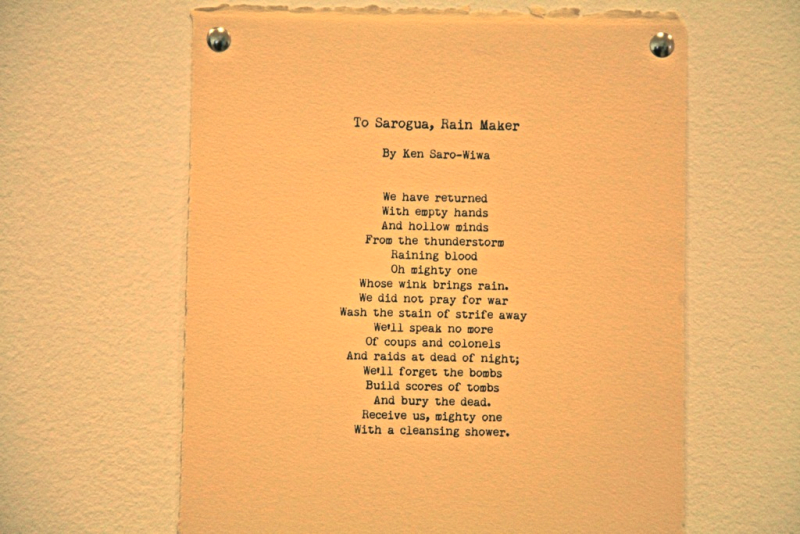 To Sarogua, Rain Maker
By Ken Saro-Wiwa
We have returned
With empty hands
And hollow minds
From the thunderstorm
Raining blood
Oh mighty one
Whose wink brings rain.
We did not pray for war
Wash the stain of strife away
We'll speak no more
Of coups and colonels
And raids at dead of night;
We'll forget the bombs
Build scores of tombs
And bury the dead.
Receive us, mighty one
With a cleansing shower.